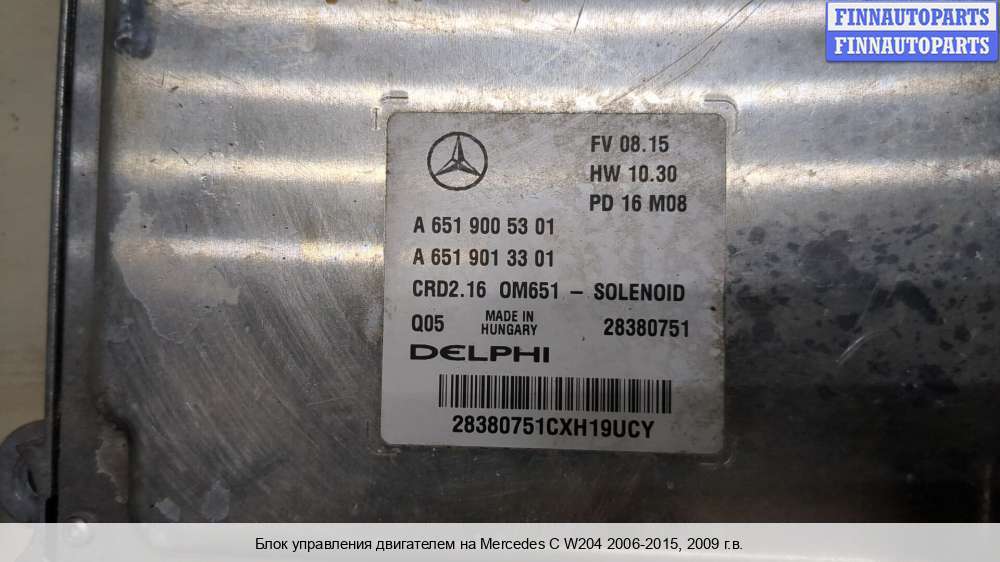 FINNAUTOPARTS
FINNAUTOPARTS
FV 08.15
HW 10.30
PD 16 M08
A 651 900 53 01
A 651 901 33 01
CRD2.16 OM651 – SOLENOID
Q05 MADE IN HUNGARY 28380751
DELPHI
28380751CXH19UCY
Блок управления двигателем на Mercedes C W204 2006-2015, 2009 г.в.